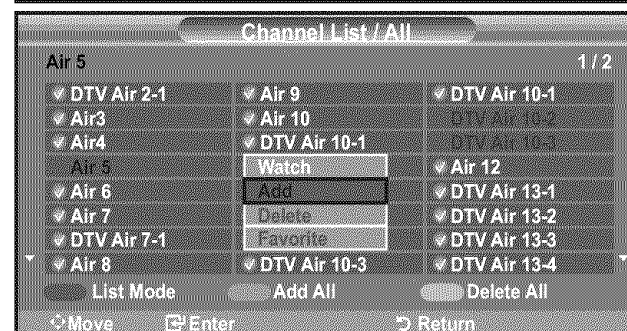 Channel List / All
Air 5 1 / 2
DTV Air 2-1 Air 9 DTV Air 10-1
Air3 Air 10 DTV Air 10-2
Air4 DTV Air 10-1 DTV Air 10-3
Air 5 Watch Air 12
Air 6 Add DTV Air 13-1
Air 7 Delete DTV Air 13-2
DTV Air 7-1 Favorite DTV Air 13-3
Air 8 DTV Air 10-3 DTV Air 13-4
List Mode Add All Delete All
Move Enter Return